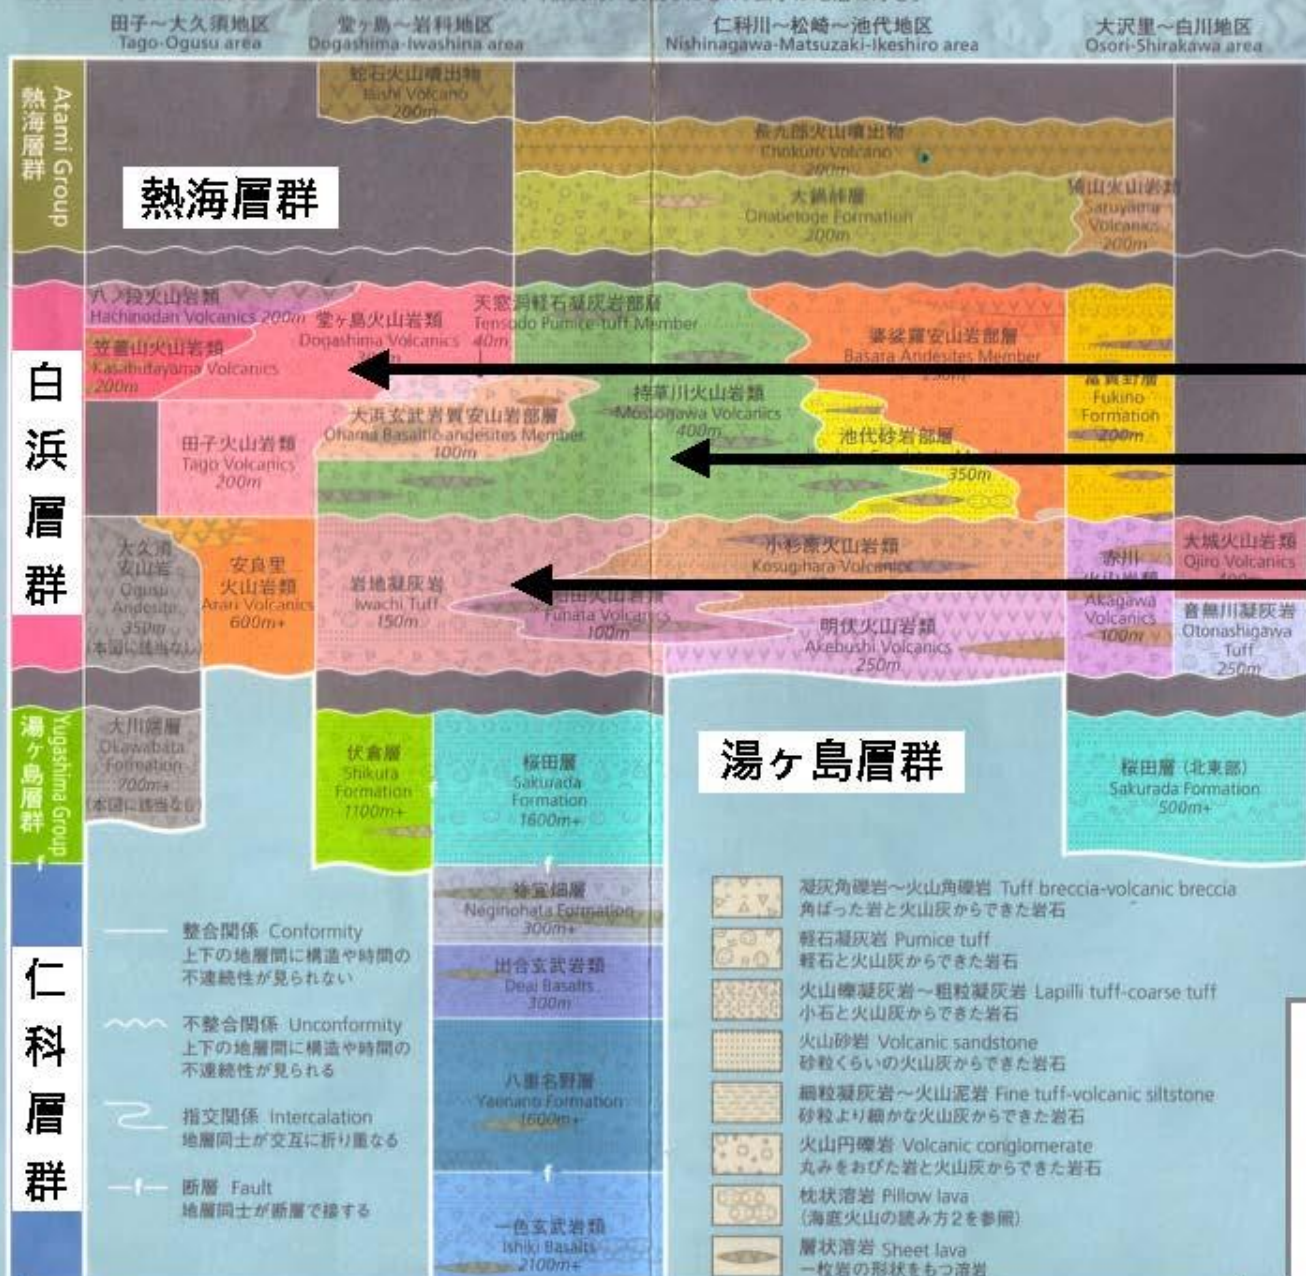 田子～大久須地区
Tago-Ogusu area
堂ヶ島～岩科地区
Dogashima-Iwashina area
仁科川～松崎～池代地区
Nishinagawa-Matsuzaki-Ikeshiro area
大沢里～白川地区
Osori-Shirakawa area
熱海層群
Atami Group
熱海層群
蛇石火山噴出物
Volcano
200m
長九郎火山噴出物
Chokuro Volcano
200m
大鍋峠層
Onabetoge Formation
200m
猿山火山岩類
Saruyama
Volcanics
200m
白浜層群
八ノ段火山岩類
Hachinodan Volcanics 200m
笠蓋山火山岩類
Kasabutayama Volcanics
200m
堂ヶ島火山岩類
Dogashima Volcanics
天窓洞軽石凝灰岩部層
Tensodo Pumice-tuff Member
40m
婆娑羅安山岩部層
Basara Andesites Member
富貴野層
Fukino
Formation
200m
持草川火山岩類
Volcanics
400m
大浜玄武岩質安山岩部層
Ohama Basaltic-andesites Member
100m
池代砂岩部層
350m
田子火山岩類
Tago Volcanics
200m
大久須
安山岩
Ogusu
Andesite
350m
(本図に該当なし)
安良里
火山岩類
Arari Volcanics
600m+
岩地凝灰岩
Iwachi Tuff
150m
小杉原火山岩類
Kosugihara Volcanics
田火山岩類
Funata Volcanics
100m
明伏火山岩類
Akebushi Volcanics
250m
赤川
火山岩類
Akagawa
Volcanics
100m
大城火山岩類
Ojiro Volcanics
音無川凝灰岩
Otonashigawa
Tuff
250m
湯ヶ島層群
Yugashima Group
湯ヶ島層群
大川端層
Okawabata
Formation
700m+
(本図に該当なし)
伏倉層
Shikura
Formation
1100m+
桜田層
Sakurada
Formation
1600m+
桜田層（北東部）
Sakurada Formation
500m+
f
f
仁科層群
祢宜畑層
Neginohata Formation
300m+
出合玄武岩類
Deai Basalts
300m
八重名野層
Yaenano Formation
1600m+
f
一色玄武岩類
Ishiki Basalts
2100m+
整合関係 Conformity
上下の地層間に構造や時間の
不連続性が見られない
不整合関係 Unconformity
上下の地層間に構造や時間の
不連続性が見られる
指交関係 Intercalation
地層同士が交互に折り重なる
f
断層 Fault
地層同士が断層で接する
凝灰角礫岩～火山角礫岩 Tuff breccia-volcanic breccia
角ばった岩と火山灰からできた岩石
軽石凝灰岩 Pumice tuff
軽石と火山灰からできた岩石
火山礫凝灰岩～粗粒凝灰岩 Lapilli tuff-coarse tuff
小石と火山灰からできた岩石
火山砂岩 Volcanic sandstone
砂粒くらいの火山灰からできた岩石
細粒凝灰岩～火山泥岩 Fine tuff-volcanic siltstone
砂粒より細かな火山灰からできた岩石
火山円礫岩 Volcanic conglomerate
丸みをおびた岩と火山灰からできた岩石
枕状溶岩 Pillow lava
(海底火山の読み方2を参照)
層状溶岩 Sheet lava
一枚岩の形状をもつ溶岩